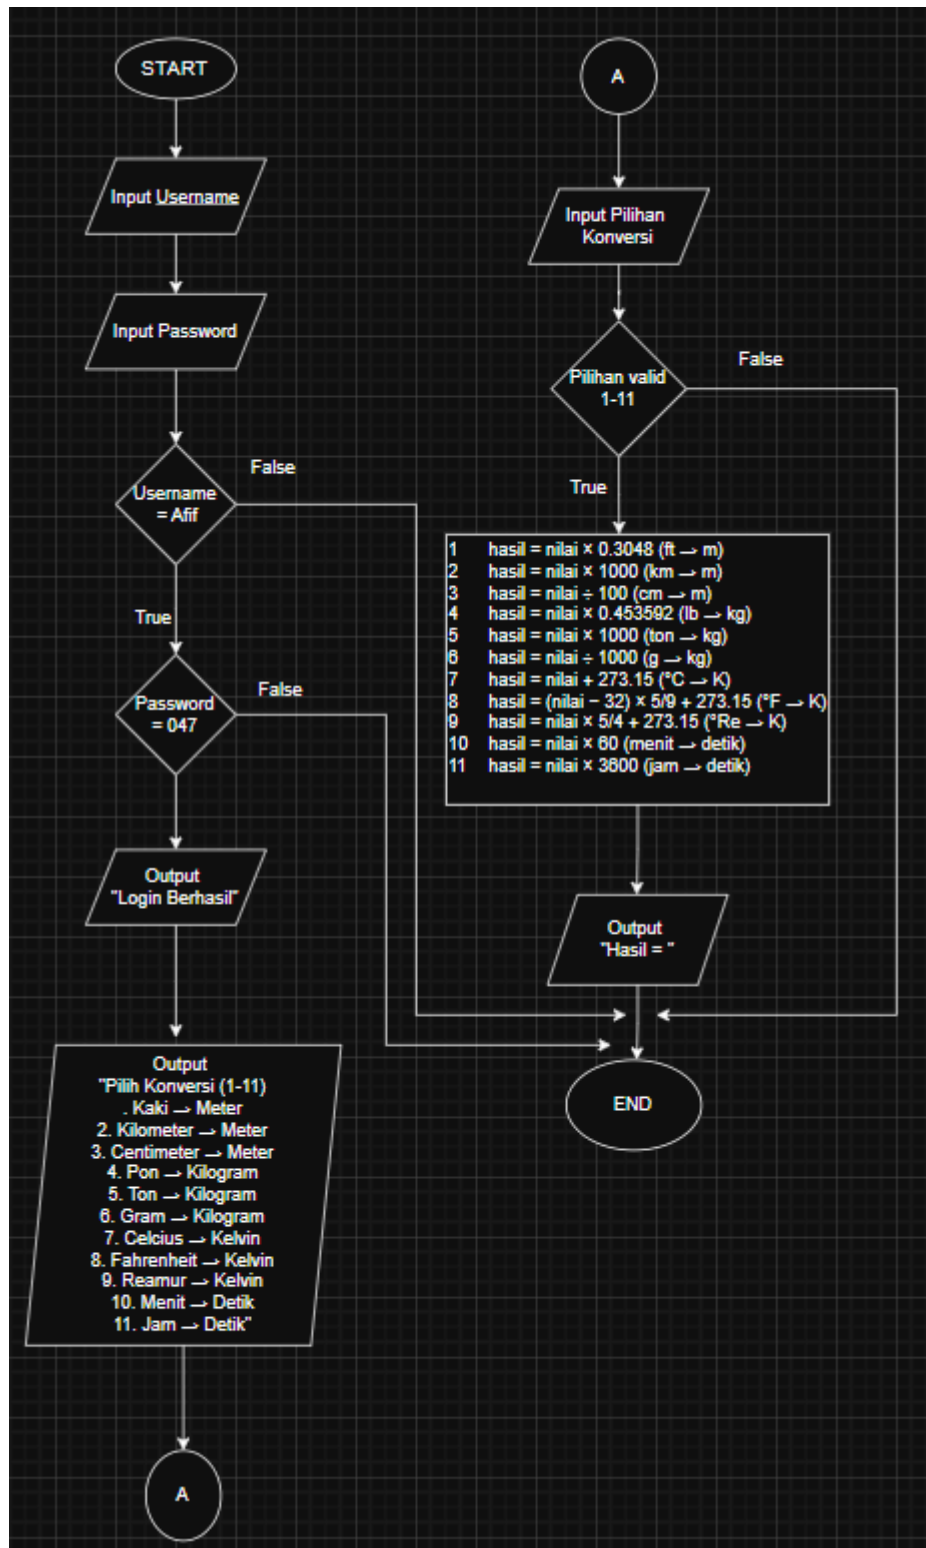 START
Input Username
Input Password
False
Username
= Afif
True
False
Password
= 047
Output
"Login Berhasil"
Output
"Pilih Konversi (1-11)
. Kaki → Meter
2. Kilometer → Meter
3. Centimeter → Meter
4. Pon → Kilogram
5. Ton → Kilogram
6. Gram → Kilogram
7. Celcius → Kelvin
8. Fahrenheit → Kelvin
9. Reamur → Kelvin
10. Menit → Detik
11. Jam → Detik"
A
A
Input Pilihan
Konversi
False
Pilihan valid
1-11
True
1 hasil = nilai × 0.3048 (ft → m)
2 hasil = nilai × 1000 (km → m)
3 hasil = nilai ÷ 100 (cm → m)
4 hasil = nilai × 0.453592 (lb → kg)
5 hasil = nilai × 1000 (ton → kg)
6 hasil = nilai ÷ 1000 (g → kg)
7 hasil = nilai + 273.15 (°C → K)
8 hasil = (nilai − 32) × 5/9 + 273.15 (°F → K)
9 hasil = nilai × 5/4 + 273.15 (°Re → K)
10 hasil = nilai × 60 (menit → detik)
11 hasil = nilai × 3600 (jam → detik)
Output
"Hasil = "
END